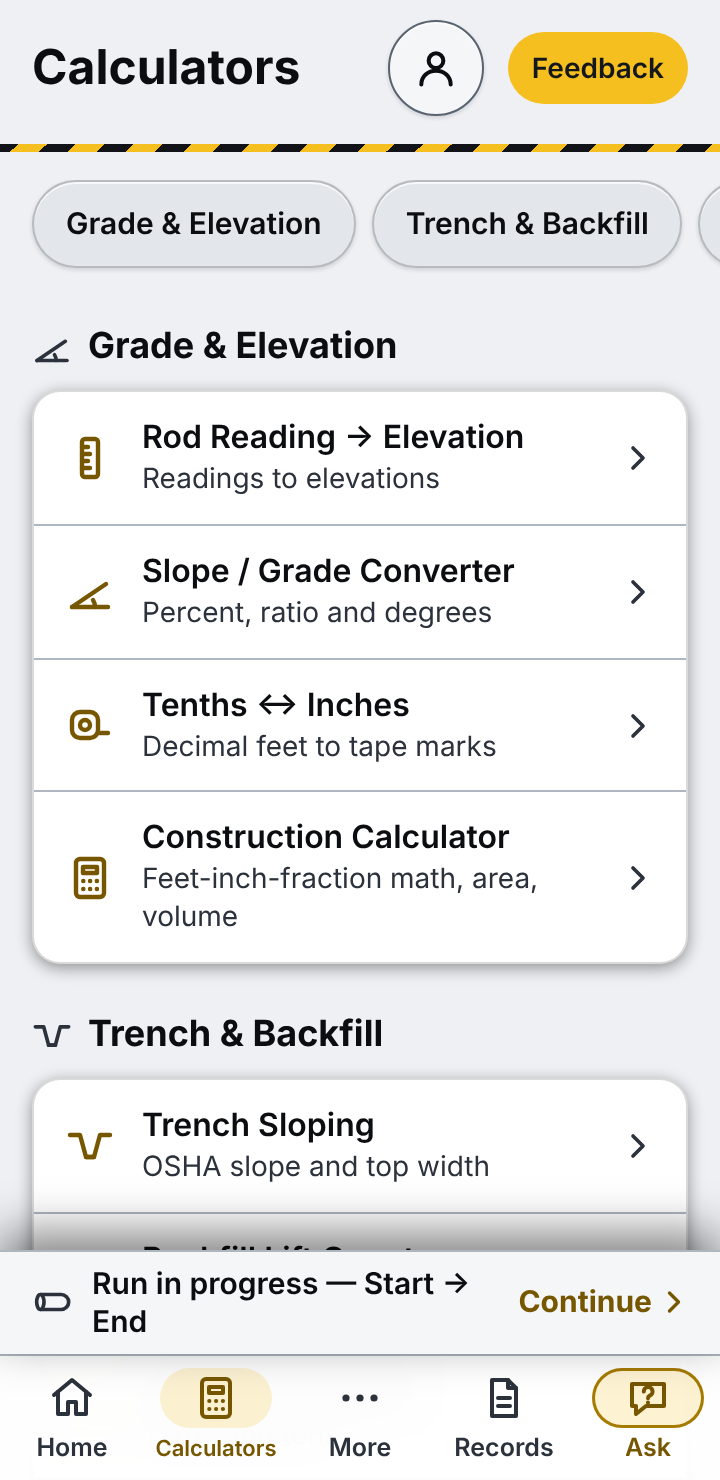 Calculators
Feedback
Grade & Elevation
Trench & Backfill
Grade & Elevation
Rod Reading → Elevation
Readings to elevations
Slope / Grade Converter
Percent, ratio and degrees
Tenths ↔ Inches
Decimal feet to tape marks
Construction Calculator
Feet-inch-fraction math, area,
volume
Trench & Backfill
Trench Sloping
OSHA slope and top width
Run in progress — Start →
End
Continue
Home
Calculators
More
Records
Ask